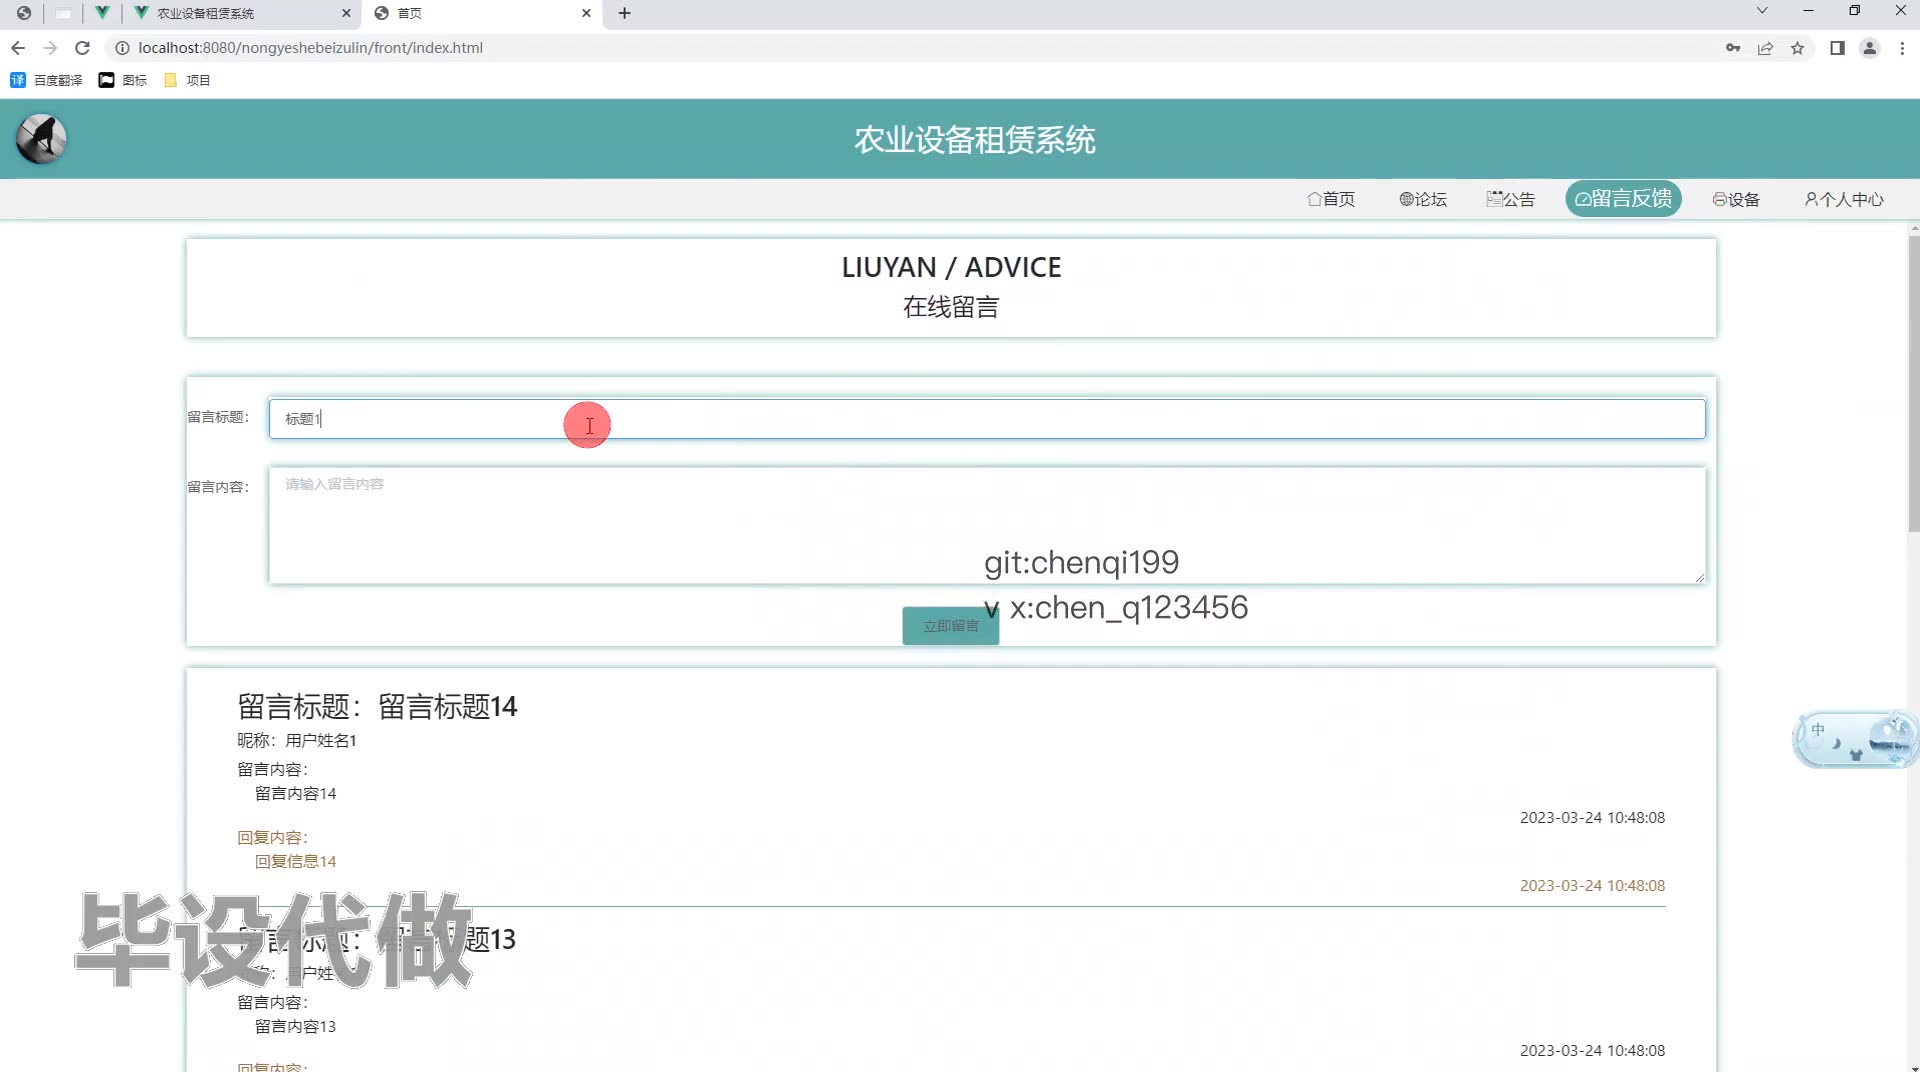 农业设备租赁系统
首页
localhost:8080/nongyeshebeizulin/front/index.html
百度翻译
图标
项目
农业设备租赁系统
首页
论坛
公告
留言反馈
设备
个人中心
LIUYAN / ADVICE
在线留言
留言标题：
标题1
留言内容：
请输入留言内容
git:chenqi199
v x:chen_q123456
立即留言
留言标题：留言标题14
昵称：用户姓名1
留言内容：
留言内容14
2023-03-24 10:48:08
回复内容：
回复信息14
2023-03-24 10:48:08
毕设代做
留言标题：留言标题13
留言内容：
留言内容13
2023-03-24 10:48:08
回复内容：
译
中